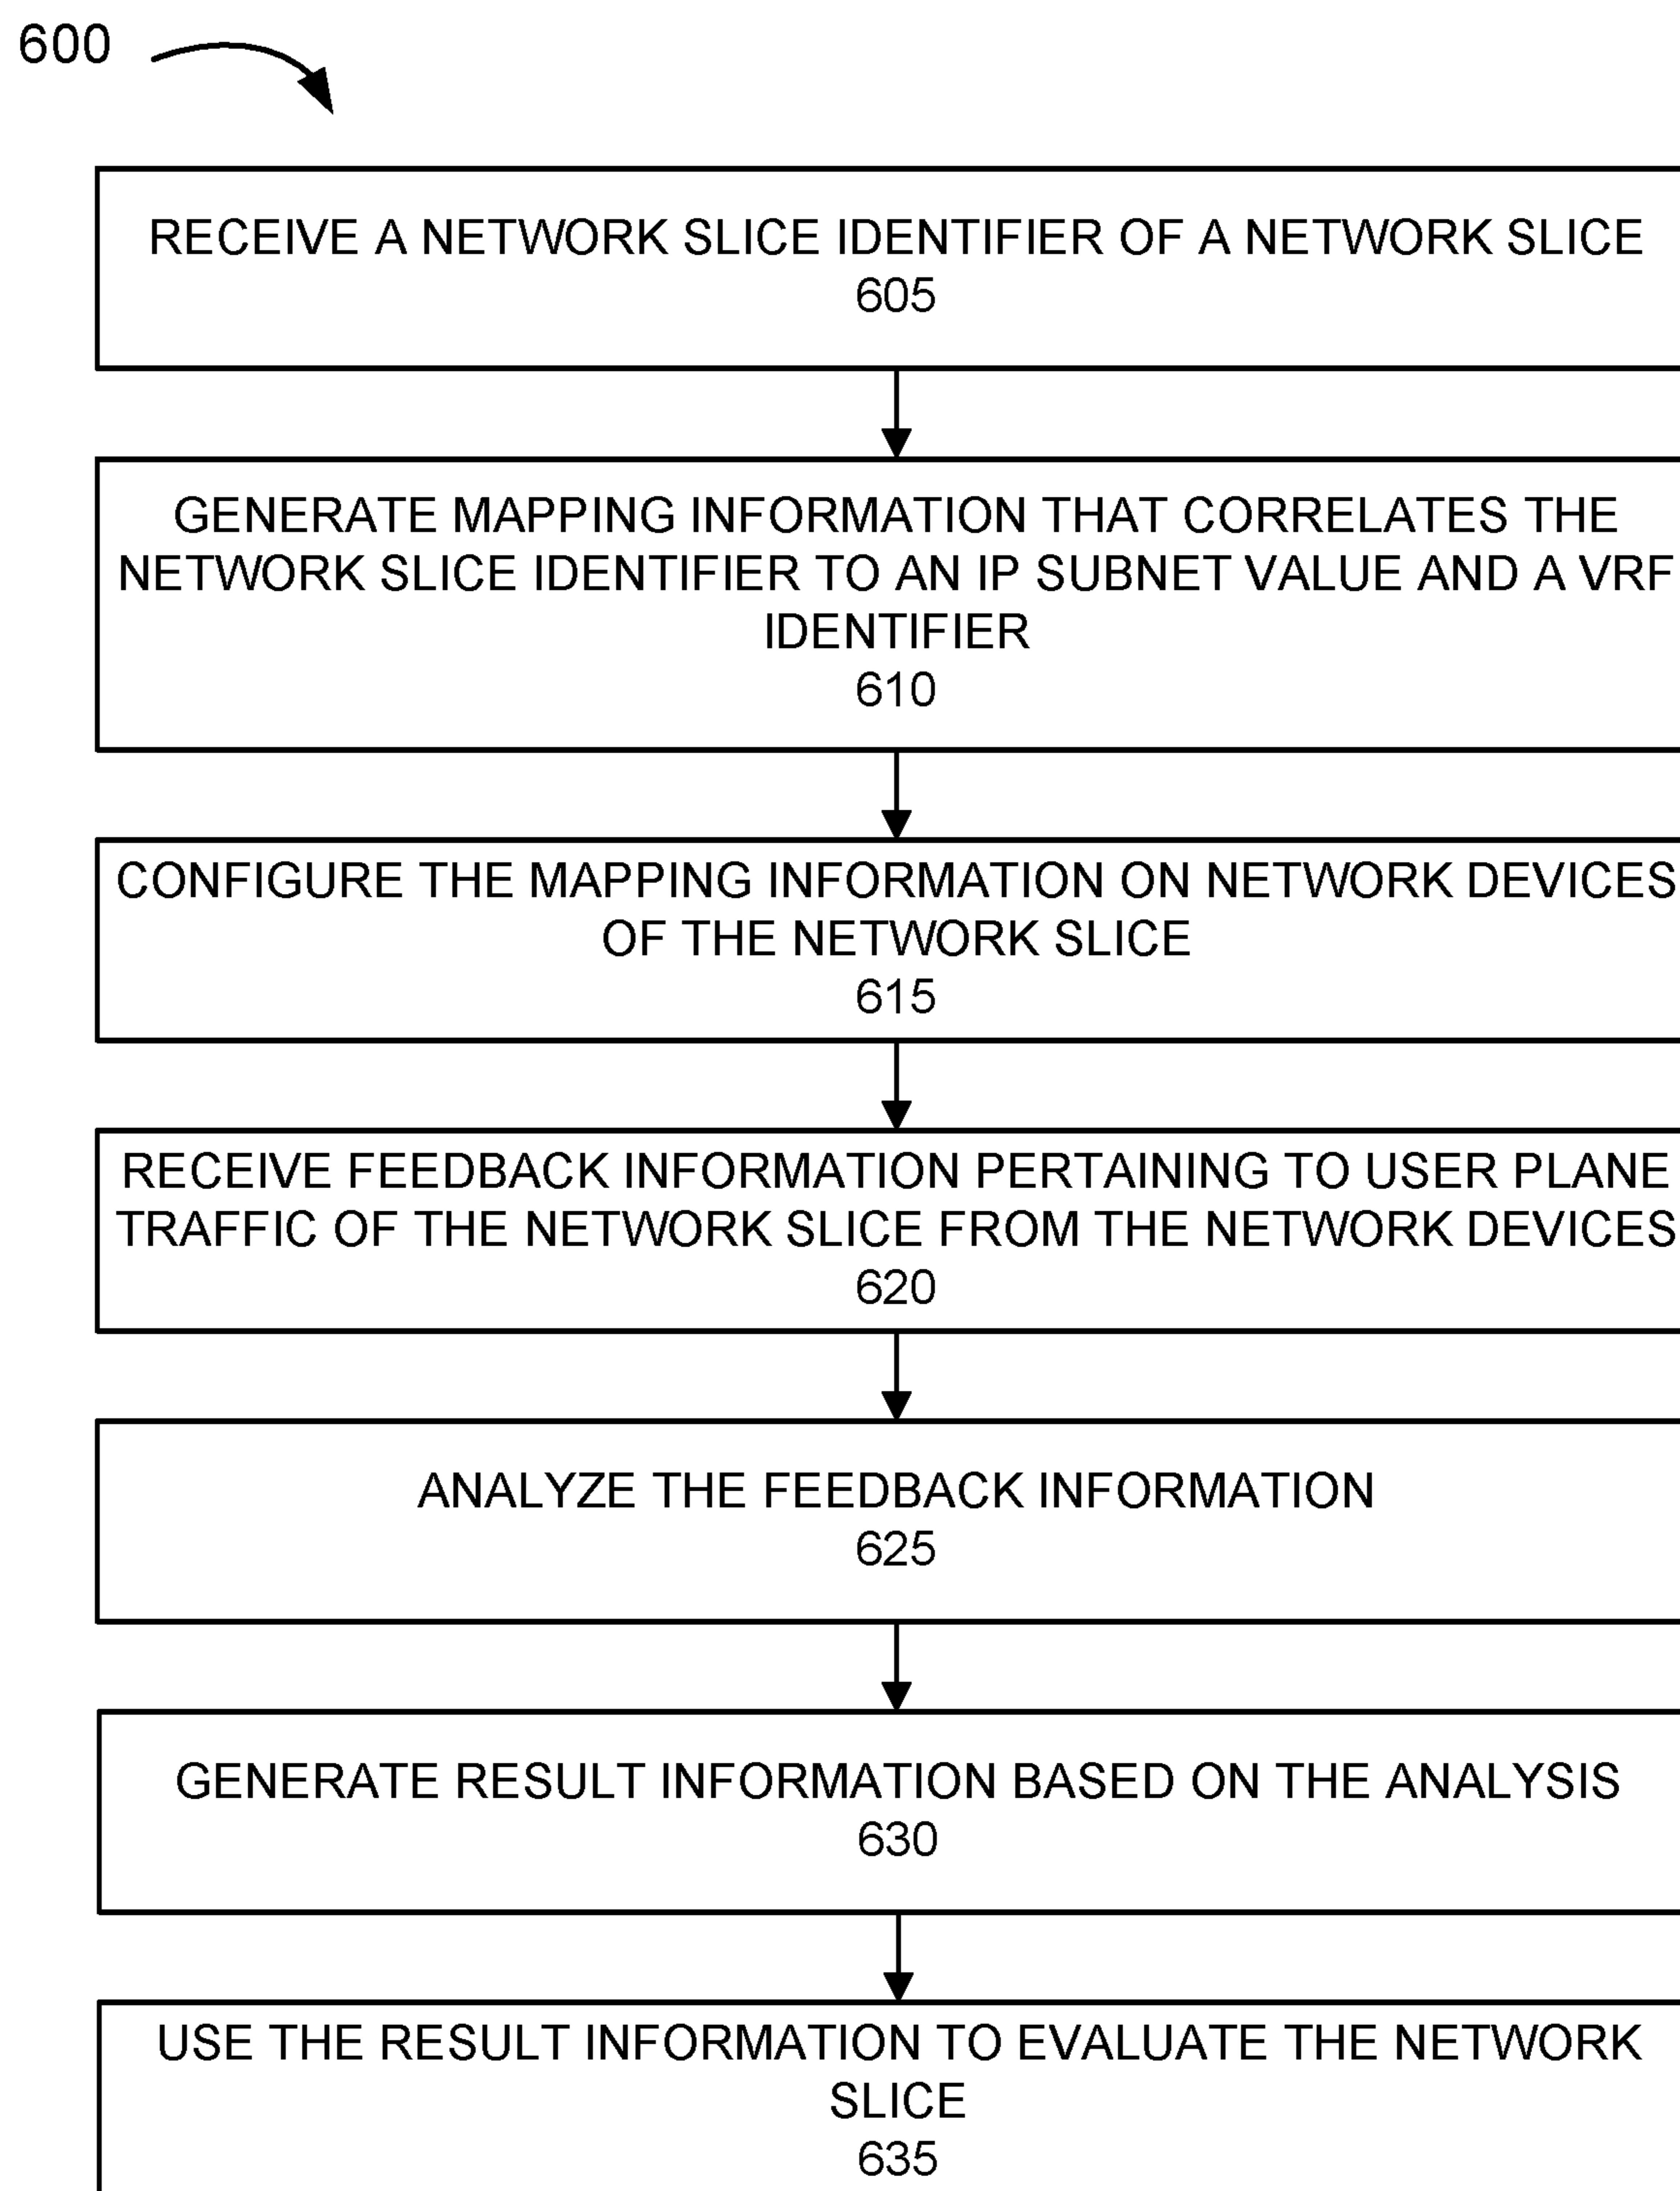 600
RECEIVE A NETWORK SLICE IDENTIFIER OF A NETWORK SLICE
605
GENERATE MAPPING INFORMATION THAT CORRELATES THE
NETWORK SLICE IDENTIFIER TO AN IP SUBNET VALUE AND A VRF
IDENTIFIER
610
CONFIGURE THE MAPPING INFORMATION ON NETWORK DEVICES
OF THE NETWORK SLICE
615
RECEIVE FEEDBACK INFORMATION PERTAINING TO USER PLANE
TRAFFIC OF THE NETWORK SLICE FROM THE NETWORK DEVICES
620
ANALYZE THE FEEDBACK INFORMATION
625
GENERATE RESULT INFORMATION BASED ON THE ANALYSIS
630
USE THE RESULT INFORMATION TO EVALUATE THE NETWORK
SLICE
635